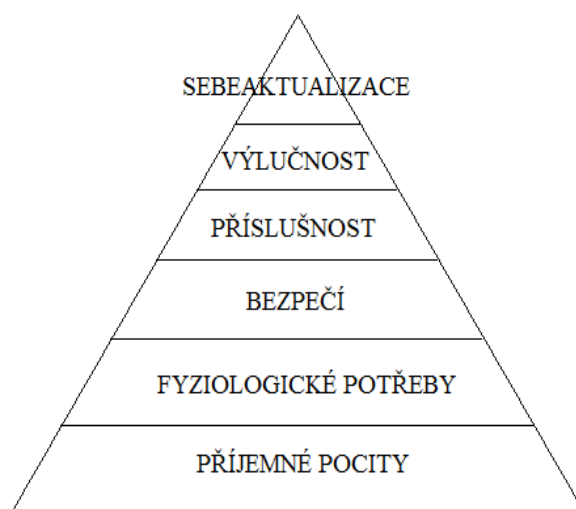 SEBEAKTUALIZACE
VÝLUČNOST
PŘÍSLUŠNOST
BEZPEČÍ
FYZIOLOGICKÉ POTŘEBY
PŘÍJEMNÉ POCITY